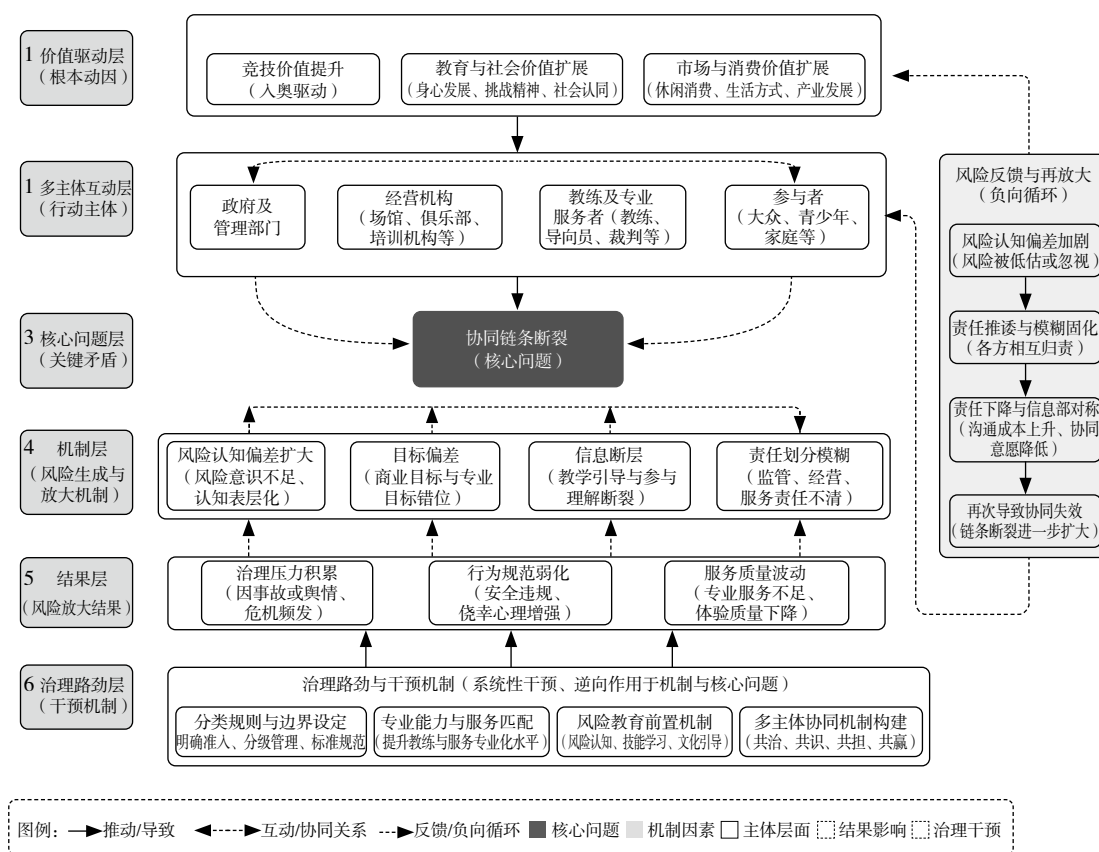 1 价值驱动层
（根本动因）
竞技价值提升
（入奥驱动）
教育与社会价值扩展
（身心发展、挑战精神、社会认同）
市场与消费价值扩展
（休闲消费、生活方式、产业发展）
1 多主体互动层
（行动主体）
政府及
管理部门
经营机构
（场馆、俱乐部、
培训机构等）
教练及专业
服务者（教练、
导向员、裁判等）
参与者
（大众、青少年、
家庭等）
3 核心问题层
（关键矛盾）
协同链条断裂
（核心问题）
4 机制层
（风险生成与
放大机制）
风险认知偏差扩大
（风险意识不足、
认知表层化）
目标偏差
（商业目标与专业
目标错位）
信息断层
（教学引导与参与
理解断裂）
责任划分模糊
（监管、经营、
服务责任不清）
5 结果层
（风险放大结果）
治理压力积累
（因事故或舆情、
危机频发）
行为规范弱化
（安全违规、
侥幸心理增强）
服务质量波动
（专业服务不足、
体验质量下降）
6 治理路劲层
（干预机制）
治理路劲与干预机制（系统性干预、逆向作用于机制与核心问题）
分类规则与边界设定
明确准入、分级管理、标准规范
专业能力与服务匹配
（提升教练与服务专业化水平）
风险教育前置机制
（风险认知、技能学习、文化引导）
多主体协同机制构建
（共治、共识、共担、共赢）
风险反馈与再放大
（负向循环）
风险认知偏差加剧
（风险被低估或忽视）
责任推诿与模糊固化
（各方相互归责）
责任下降与信息部对称
（沟通成本上升、协同
意愿降低）
再次导致协同失效
（链条断裂进一步扩大）
图例： 推动/导致 互动/协同关系 反馈/负向循环 核心问题 机制因素 主体层面 结果影响 治理干预